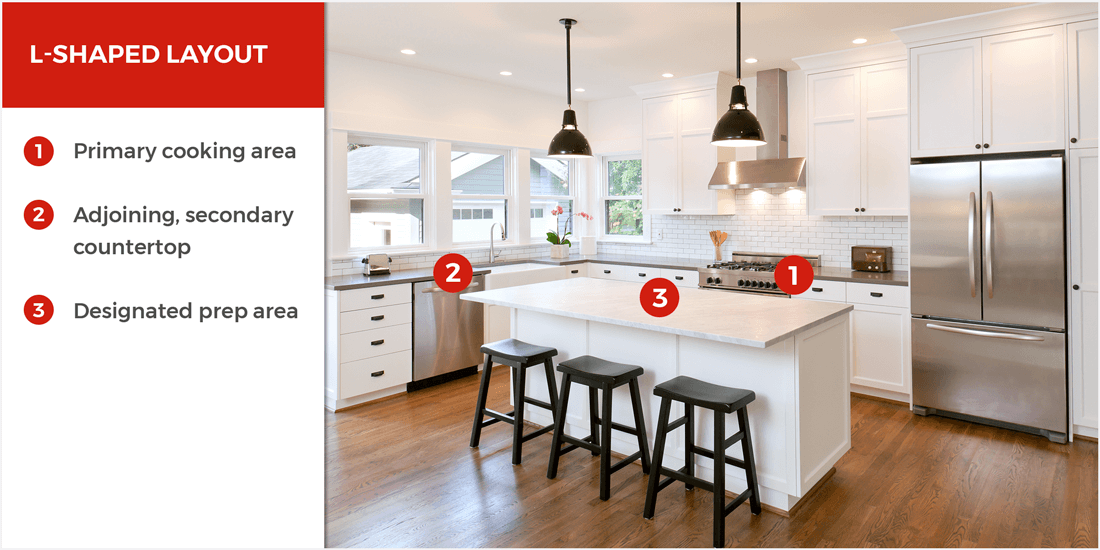 L-SHAPED LAYOUT
1 Primary cooking area
2 Adjoining, secondary
countertop
3 Designated prep area
2
1
3